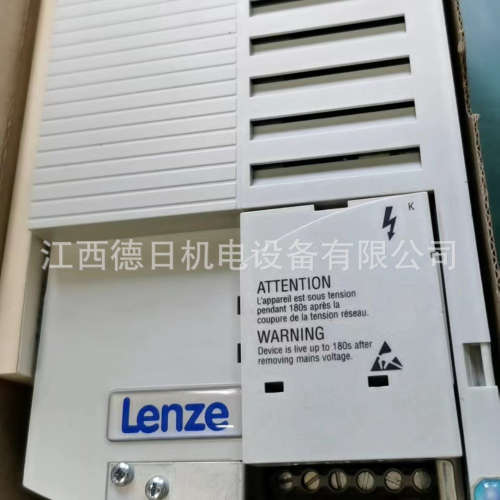 K
江西德日机电设备有限公司
ATTENTION
L'appareil est sous tension
pendant 180s après la
coupure de la tension réseau.
WARNING
Device is live up to 180s after
removing mains voltage.
Lenze